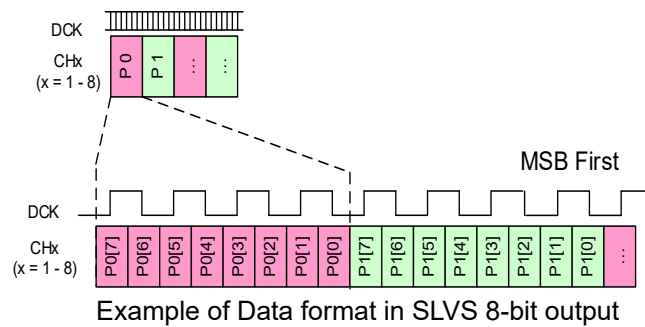 DCK
CHx
(x = 1 - 8)
P 0 P 1 ... ...
MSB First
DCK
CHx
(x = 1 - 8)
P0[7] P0[6] P0[5] P0[4] P0[3] P0[2] P0[1] P0[0] P1[7] P1[6] P1[5] P1[4] P1[3] P1[2] P1[1] P1[0] ...
Example of Data format in SLVS 8-bit output